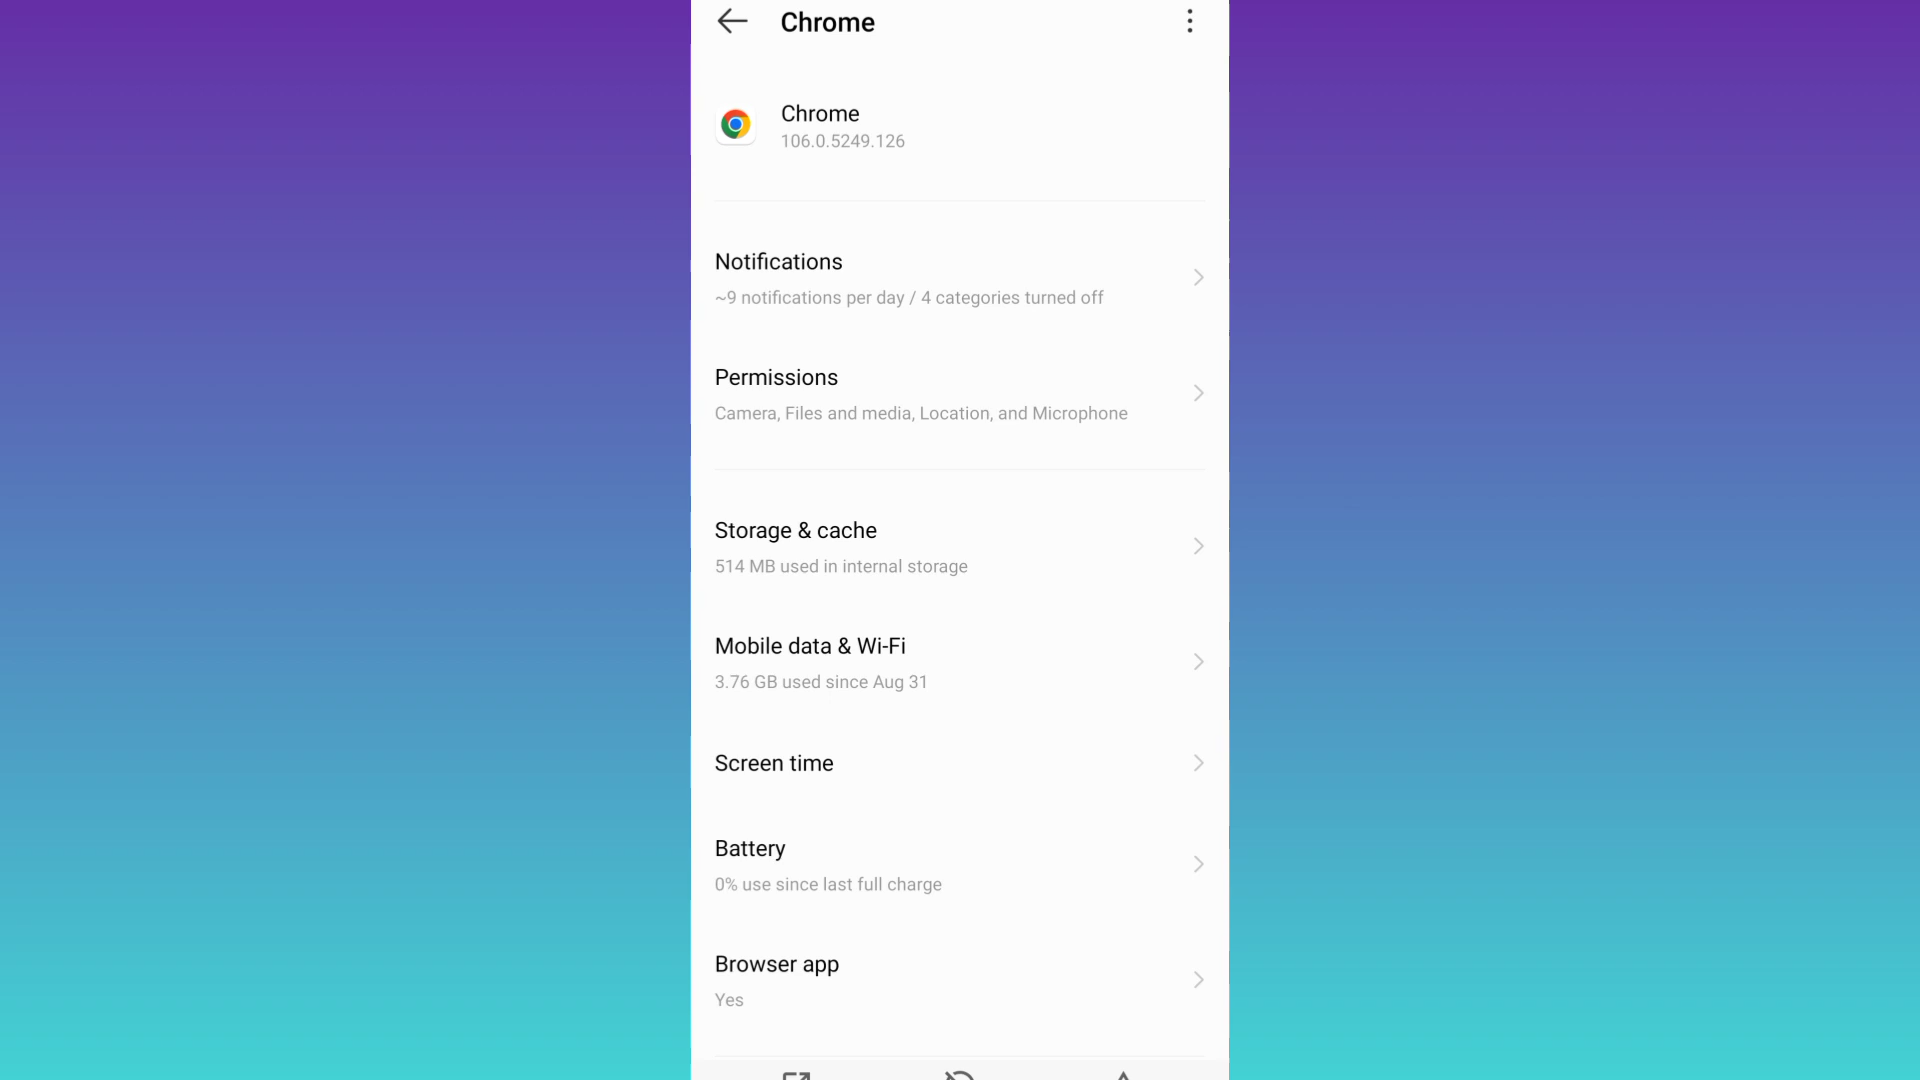 Chrome
Chrome
106.0.5249.126
Notifications
~9 notifications per day / 4 categories turned off
Permissions
Camera, Files and media, Location, and Microphone
Storage & cache
514 MB used in internal storage
Mobile data & Wi-Fi
3.76 GB used since Aug 31
Screen time
Battery
0% use since last full charge
Browser app
Yes